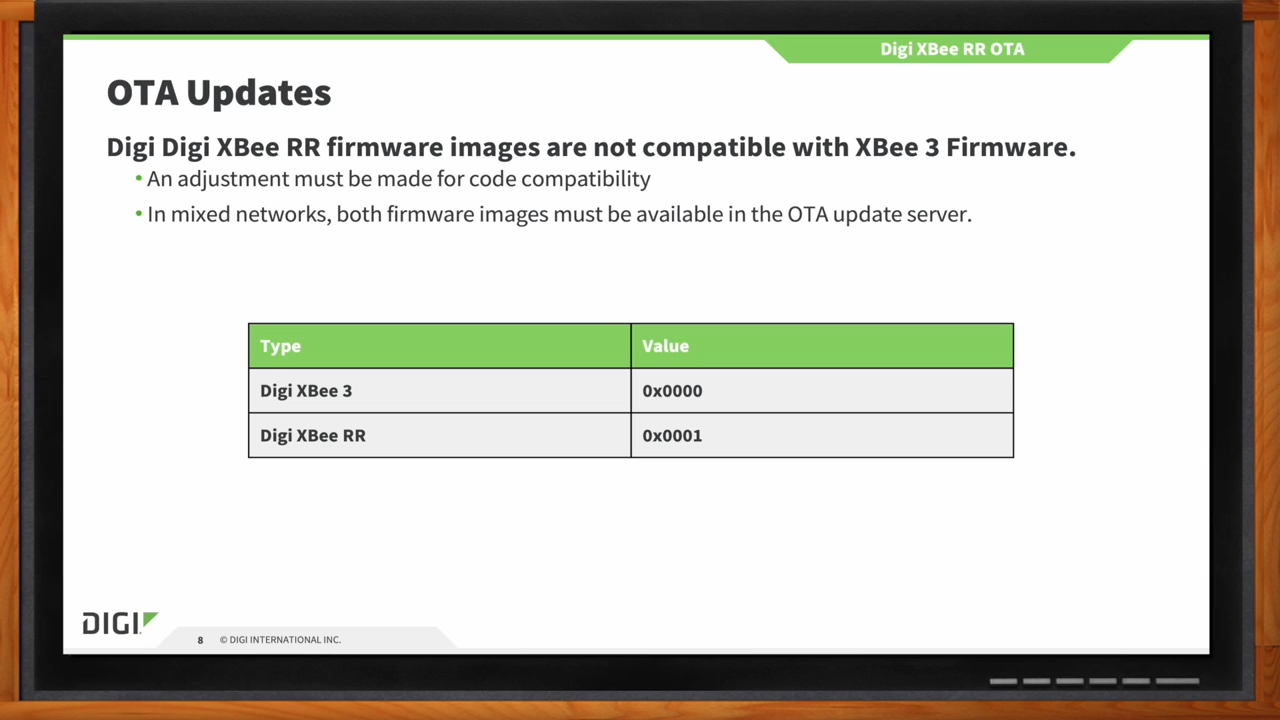 Digi XBee RR OTA
OTA Updates
Digi Digi XBee RR firmware images are not compatible with XBee 3 Firmware.
• An adjustment must be made for code compatibility
• In mixed networks, both firmware images must be available in the OTA update server.
Type Value
Digi XBee 3 0x0000
Digi XBee RR 0x0001
DIGI
8 © DIGI INTERNATIONAL INC.